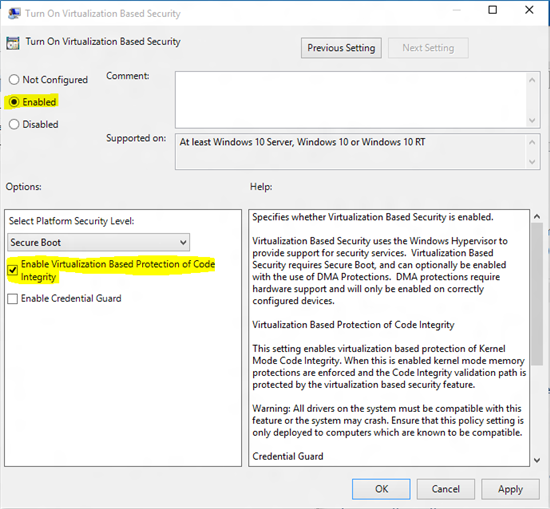 Turn On Virtualization Based Security
Turn On Virtualization Based Security
Previous Setting
Next Setting
Not Configured
Enabled
Disabled
Comment:
Supported on:
At least Windows 10 Server, Windows 10 or Windows 10 RT
Options:
Help:
Select Platform Security Level:
Secure Boot
Enable Virtualization Based Protection of Code
Integrity
Enable Credential Guard
Specifies whether Virtualization Based Security is enabled.
Virtualization Based Security uses the Windows Hypervisor to
provide support for security services.  Virtualization Based
Security requires Secure Boot, and can optionally be enabled
with the use of DMA Protections.  DMA protections require
hardware support and will only be enabled on correctly
configured devices.
Virtualization Based Protection of Code Integrity
This setting enables virtualization based protection of Kernel
Mode Code Integrity. When this is enabled kernel mode memory
protections are enforced and the Code Integrity validation path is
protected by the virtualization based security feature.
Warning: All drivers on the system must be compatible with this
feature or the system may crash. Ensure that this policy setting is
only deployed to computers which are known to be compatible.
Credential Guard
OK
Cancel
Apply